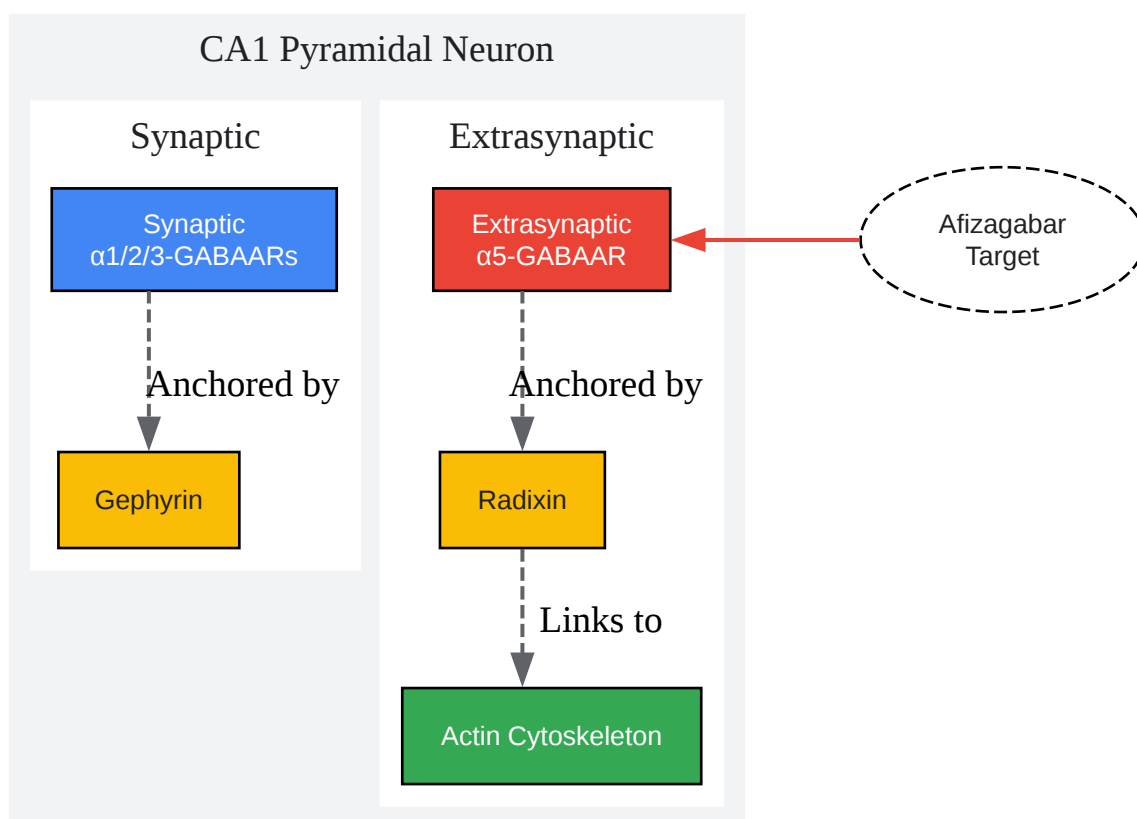 CA1 Pyramidal Neuron
Synaptic
Synaptic
α1/2/3-GABAARs
Anchored by
Gephyrin
Extrasynaptic
Extrasynaptic
α5-GABAAR
Anchored by
Radixin
Links to
Actin Cytoskeleton
Afizagabar
Target